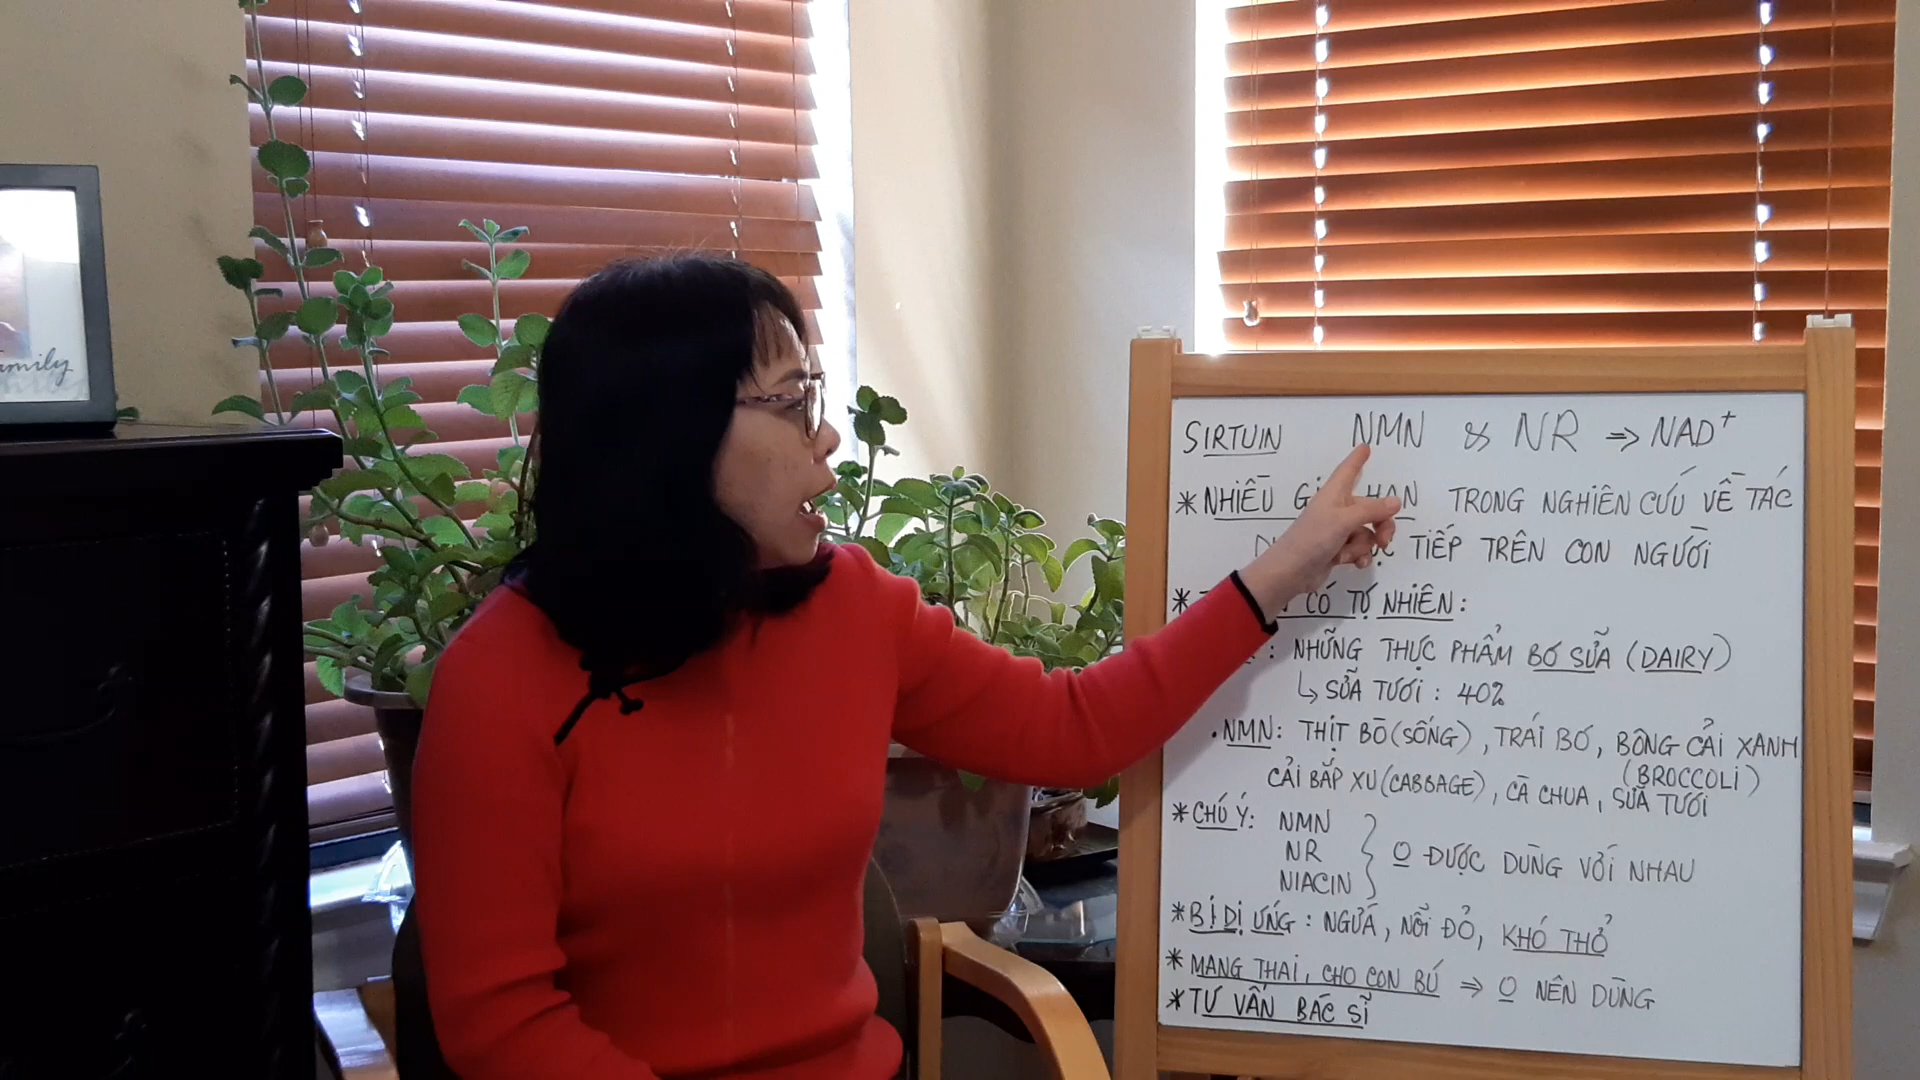 SIRTUIN NMN & NR => NAD+
* NHIỀU HẠN TRONG NGHIÊN CỨU VỀ TÁC
TIẾP TRÊN CON NGƯỜI
* CÓ TỰ NHIÊN:
: NHỮNG THỰC PHẨM BƠ SỮA (DAIRY)
↳ SỮA TƯƠI : 40%
. NMN: THỊT BÒ (SỐNG), TRÁI BƠ, BÔNG CẢI XANH
(BROCCOLI)
CẢI BẮP XU (CABBAGE), CÀ CHUA, SỮA TƯƠI
* CHÚ Ý: NMN
NR
NIACIN
} O ĐƯỢC DÙNG VỚI NHAU
* BỊ DỊ ỨNG : NGỨA, NỔI ĐỎ, KHÓ THỞ
* MANG THAI, CHO CON BÚ => O NÊN DÙNG
* TƯ VẤN BÁC SĨ
amily